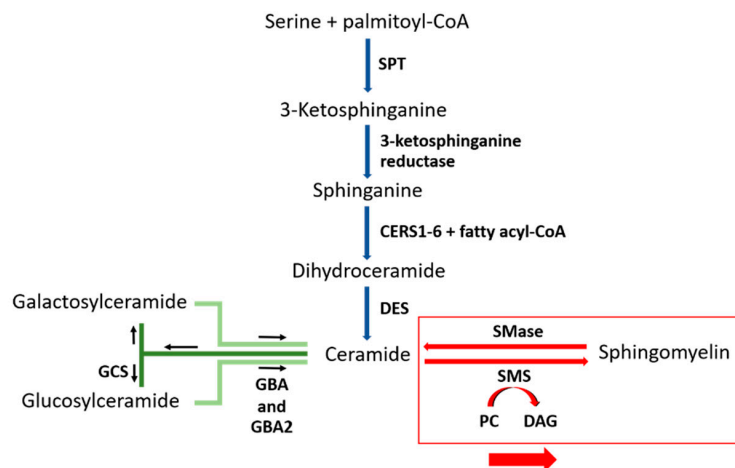 Serine + palmitoyl-CoA
SPT
3-Ketosphinganine
3-ketosphinganine
reductase
Sphinganine
CERS1-6 + fatty acyl-CoA
Dihydroceramide
DES
Galactosylceramide
GCS
Glucosylceramide
GBA
and
GBA2
Ceramide
SMase
Sphingomyelin
SMS
PC DAG